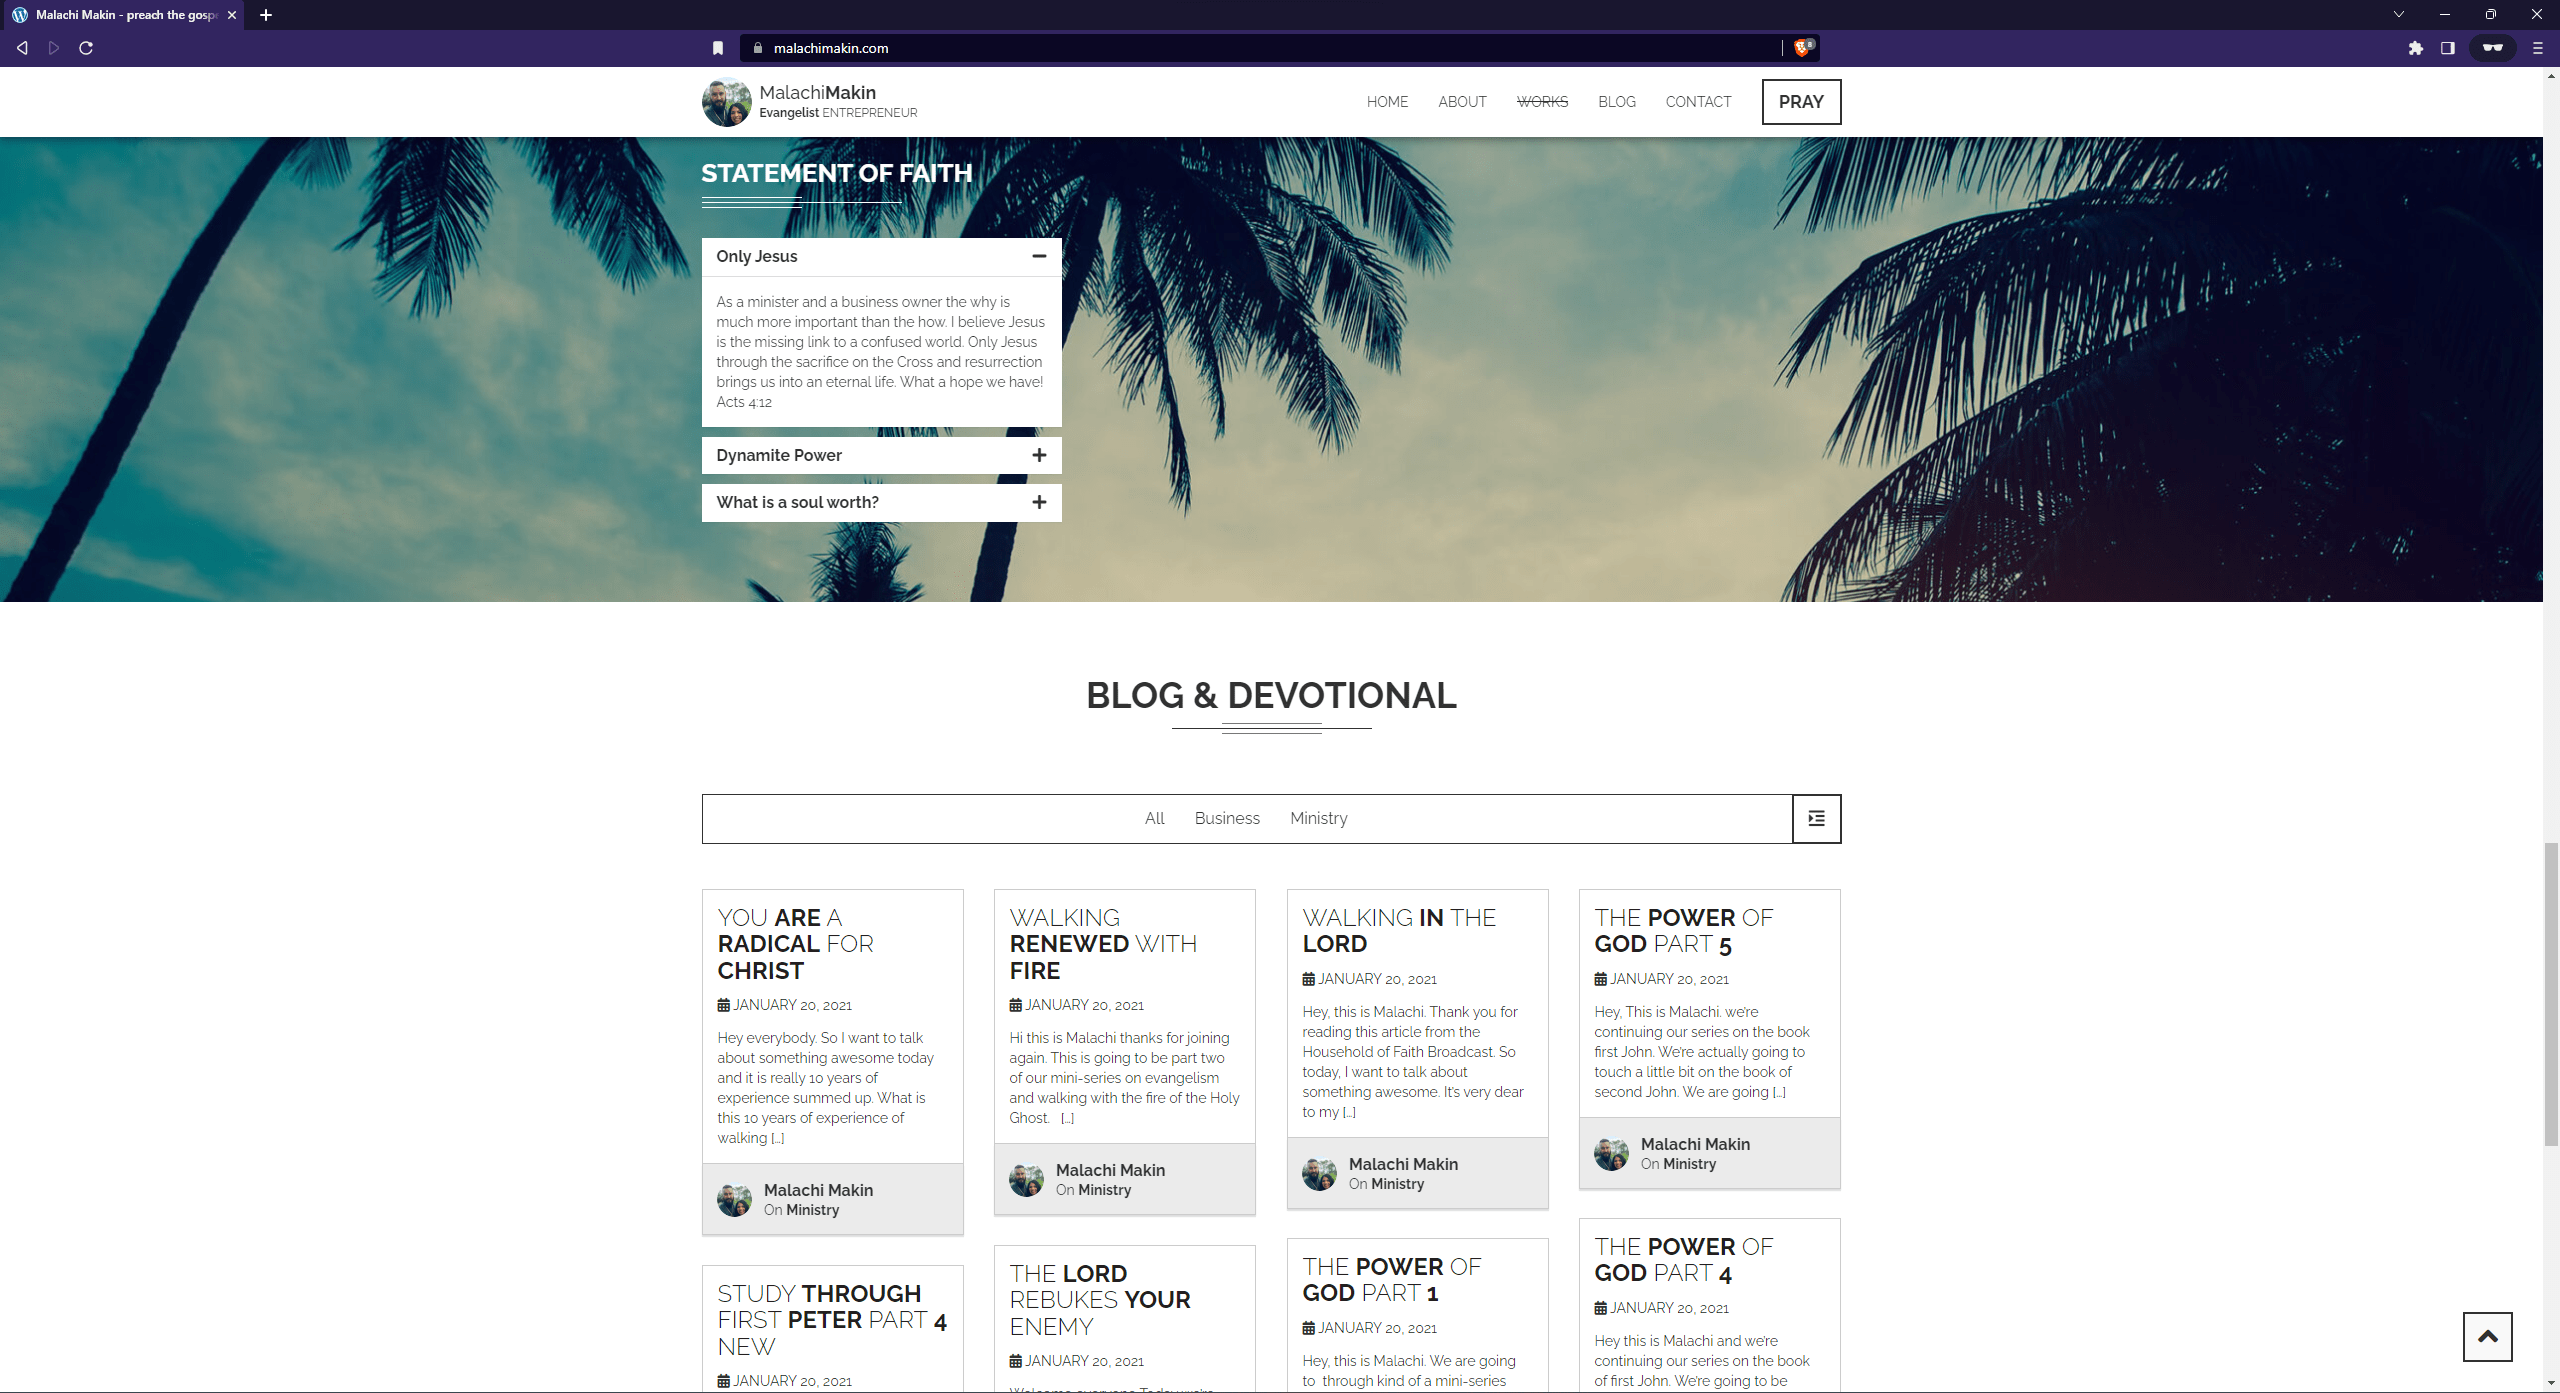 Malachi Makin - preach the gosp
malachimakin.com
8
MalachiMakin
Evangelist ENTREPRENEUR
HOME
ABOUT
WORKS
BLOG
CONTACT
PRAY
STATEMENT OF FAITH
Only Jesus
As a minister and a business owner the why is
much more important than the how. I believe Jesus
is the missing link to a confused world. Only Jesus
through the sacrifice on the Cross and resurrection
brings us into an eternal life. What a hope we have!
Acts 4:12
Dynamite Power
What is a soul worth?
BLOG & DEVOTIONAL
All
Business
Ministry
YOU ARE A
RADICAL FOR
CHRIST
JANUARY 20, 2021
Hey everybody. So I want to talk
about something awesome today
and it is really 10 years of
experience summed up. What is
this 10 years of experience of
walking [...]
Malachi Makin
On Ministry
WALKING
RENEWED WITH
FIRE
JANUARY 20, 2021
Hi this is Malachi thanks for joining
again. This is going to be part two
of our mini-series on evangelism
and walking with the fire of the Holy
Ghost. [...]
Malachi Makin
On Ministry
WALKING IN THE
LORD
JANUARY 20, 2021
Hey, this is Malachi. Thank you for
reading this article from the
Household of Faith Broadcast. So
today, I want to talk about
something awesome. It's very dear
to my [...]
Malachi Makin
On Ministry
THE POWER OF
GOD PART 5
JANUARY 20, 2021
Hey, This is Malachi. we're
continuing our series on the book
first John. We're actually going to
touch a little bit on the book of
second John. We are going [...]
Malachi Makin
On Ministry
STUDY THROUGH
FIRST PETER PART 4
NEW
JANUARY 20, 2021
THE LORD
REBUKES YOUR
ENEMY
JANUARY 20, 2021
THE POWER OF
GOD PART 1
JANUARY 20, 2021
Hey, this is Malachi. We are going
to through kind of a mini-series
THE POWER OF
GOD PART 4
JANUARY 20, 2021
Hey this is Malachi and we're
continuing our series on the book
of first John. We're going to be